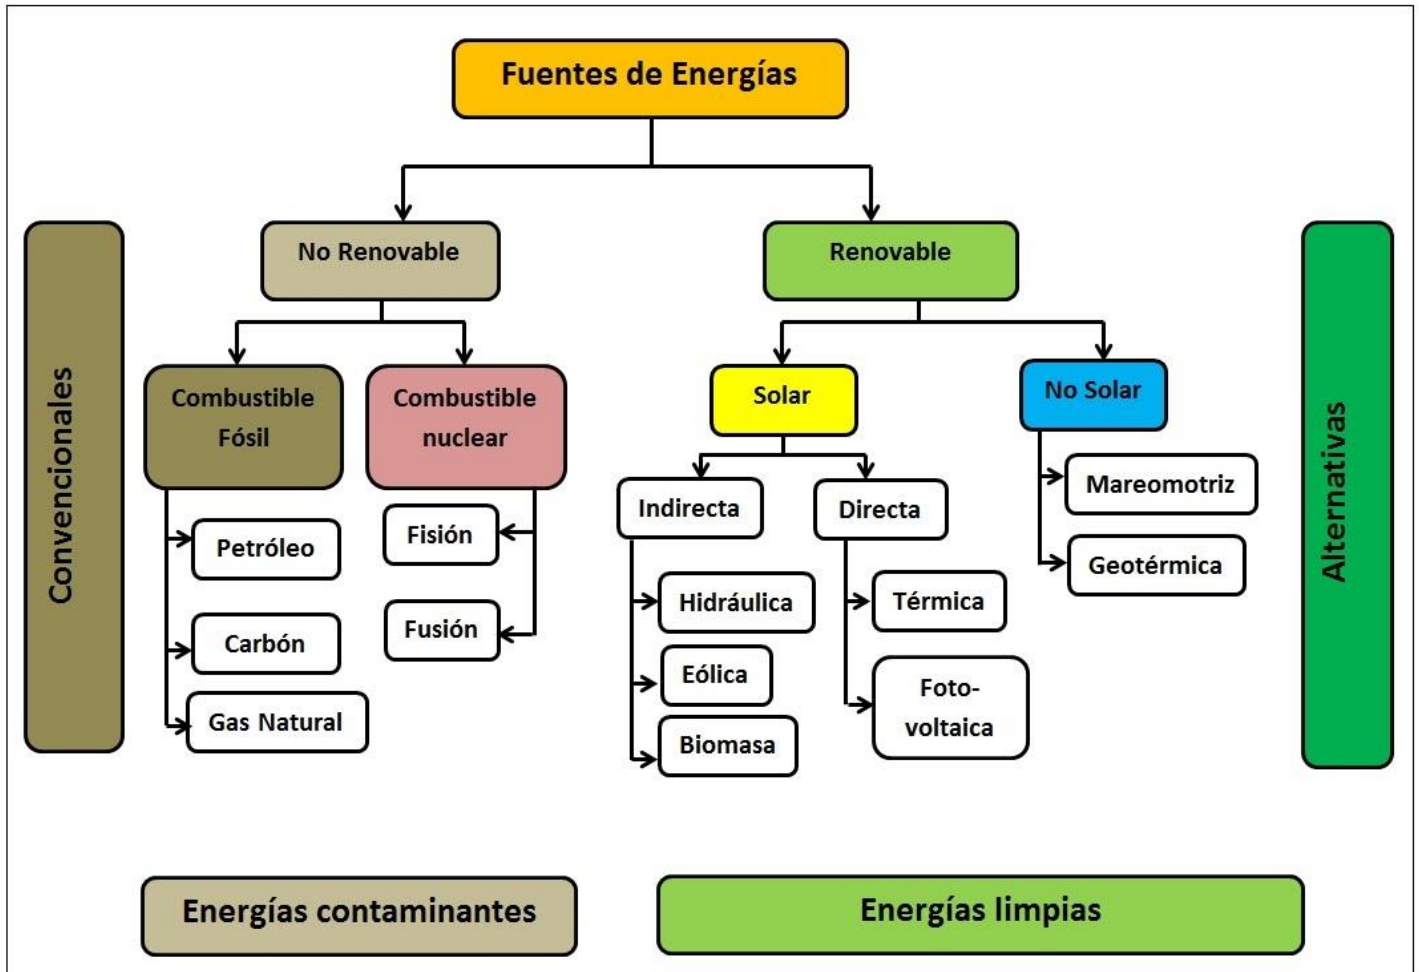 Fuentes de Energías
No Renovable
Renovable
Convencionales
Alternativas
Combustible
Fósil
Combustible
nuclear
Solar
No Solar
Petróleo
Carbón
Gas Natural
Fisión
Fusión
Indirecta
Directa
Hidráulica
Eólica
Biomasa
Térmica
Foto-
voltaica
Mareomotriz
Geotérmica
Energías contaminantes
Energías limpias